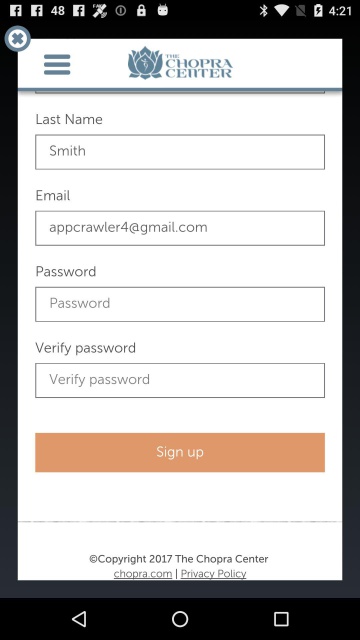 48
4:21
THE
CHOPRA
CENTER
Last Name
Smith
Email
appcrawler4@gmail.com
Password
Password
Verify password
Verify password
Sign up
©Copyright 2017 The Chopra Center
chopra.com | Privacy Policy